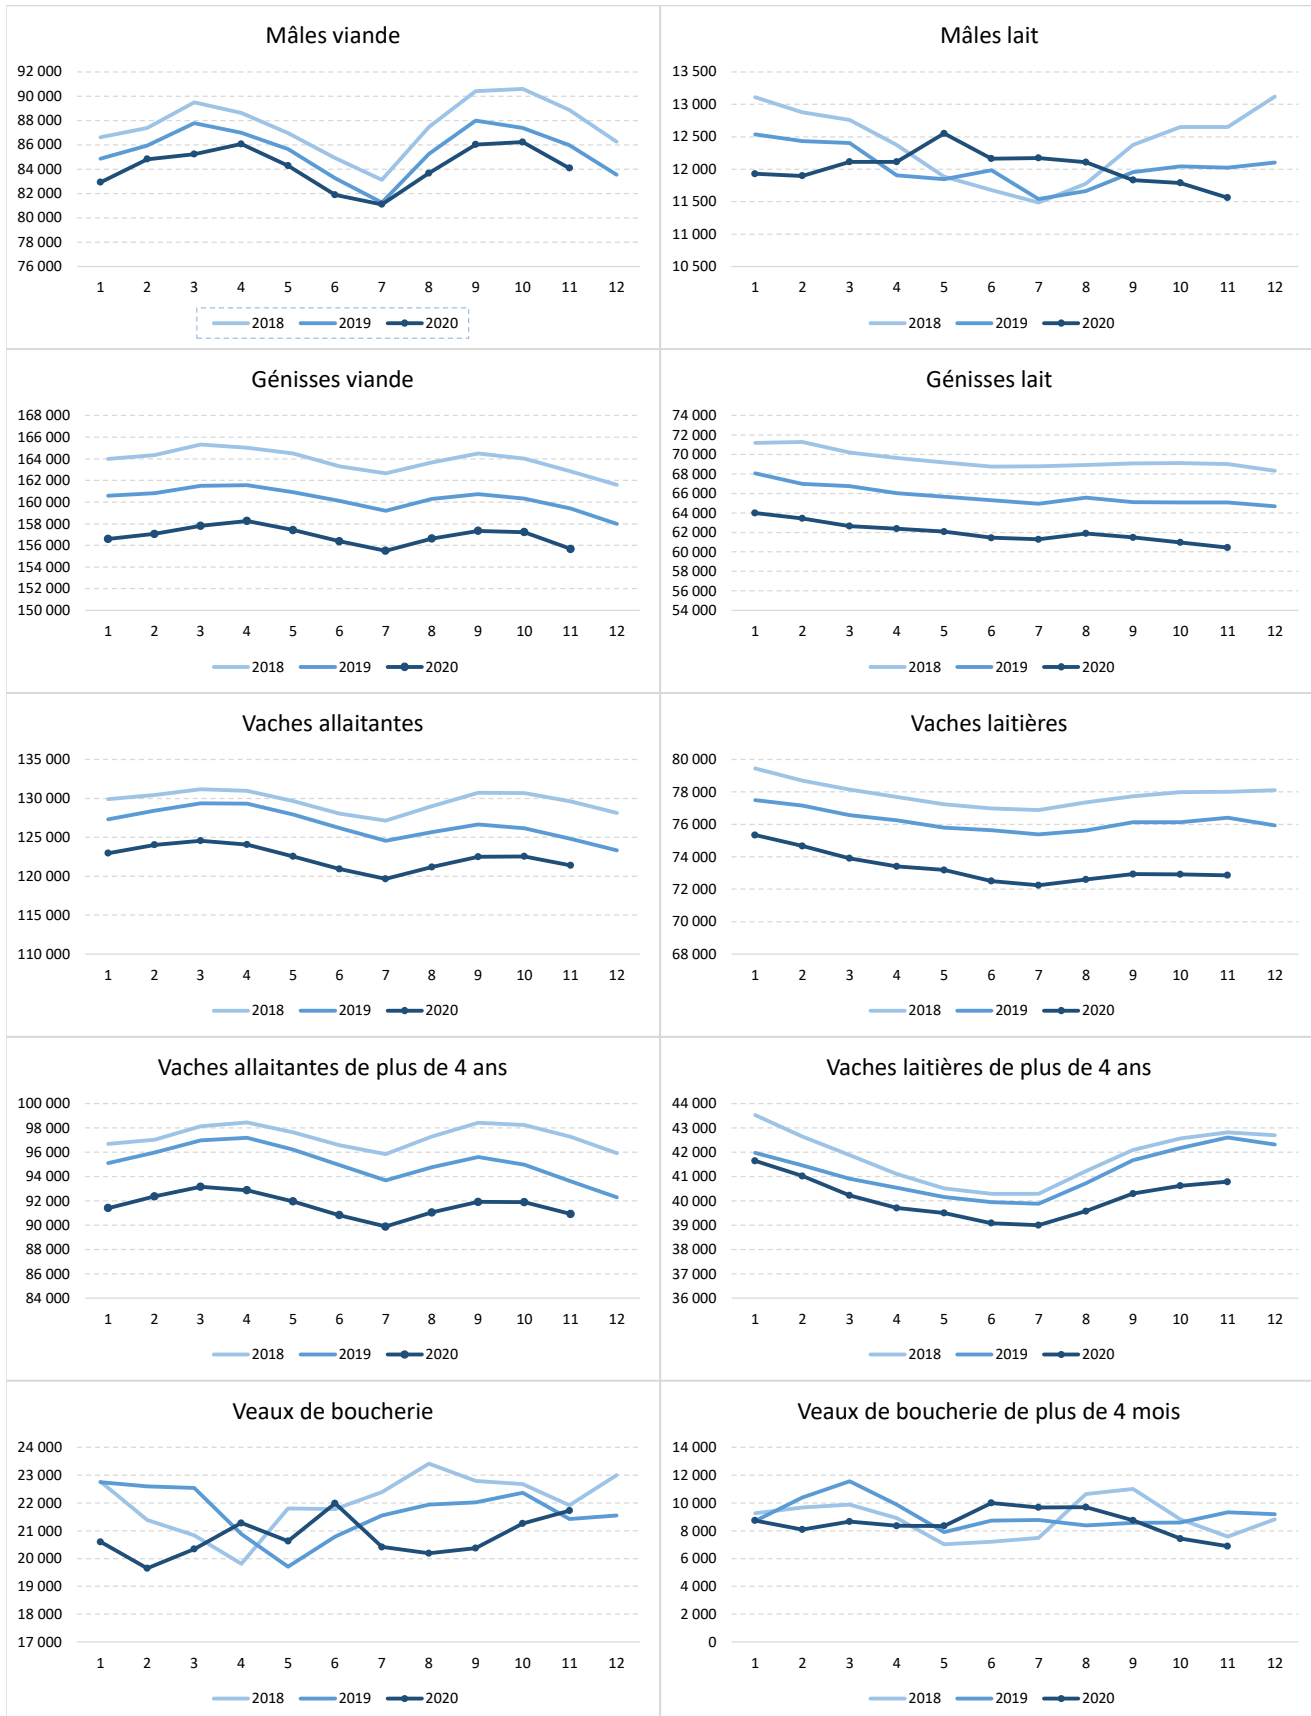 Mâles viande
92 000
90 000
88 000
86 000
84 000
82 000
80 000
78 000
76 000
1 2 3 4 5 6 7 8 9 10 11 12
2018 2019 2020
Mâles lait
13 500
13 000
12 500
12 000
11 500
11 000
10 500
1 2 3 4 5 6 7 8 9 10 11 12
2018 2019 2020
Génisses viande
168 000
166 000
164 000
162 000
160 000
158 000
156 000
154 000
152 000
150 000
1 2 3 4 5 6 7 8 9 10 11 12
2018 2019 2020
Génisses lait
74 000
72 000
70 000
68 000
66 000
64 000
62 000
60 000
58 000
56 000
54 000
1 2 3 4 5 6 7 8 9 10 11 12
2018 2019 2020
Vaches allaitantes
135 000
130 000
125 000
120 000
115 000
110 000
1 2 3 4 5 6 7 8 9 10 11 12
2018 2019 2020
Vaches laitières
80 000
78 000
76 000
74 000
72 000
70 000
68 000
1 2 3 4 5 6 7 8 9 10 11 12
2018 2019 2020
Vaches allaitantes de plus de 4 ans
100 000
98 000
96 000
94 000
92 000
90 000
88 000
86 000
84 000
1 2 3 4 5 6 7 8 9 10 11 12
2018 2019 2020
Vaches laitières de plus de 4 ans
44 000
43 000
42 000
41 000
40 000
39 000
38 000
37 000
36 000
1 2 3 4 5 6 7 8 9 10 11 12
2018 2019 2020
Veaux de boucherie
24 000
23 000
22 000
21 000
20 000
19 000
18 000
17 000
1 2 3 4 5 6 7 8 9 10 11 12
2018 2019 2020
Veaux de boucherie de plus de 4 mois
14 000
12 000
10 000
8 000
6 000
4 000
2 000
0
1 2 3 4 5 6 7 8 9 10 11 12
2018 2019 2020